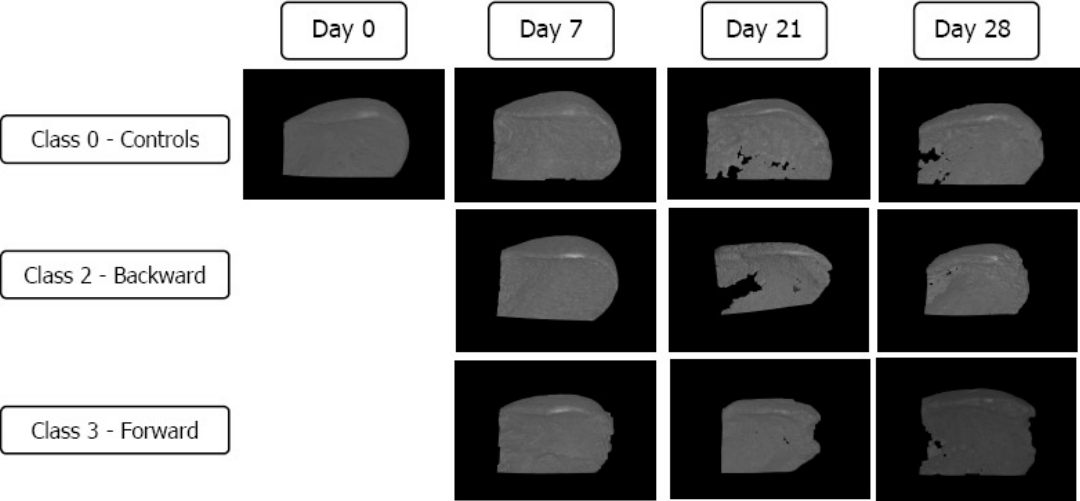 Day 0
Day 7
Day 21
Day 28
Class 0 - Controls
Class 2 - Backward
Class 3 - Forward